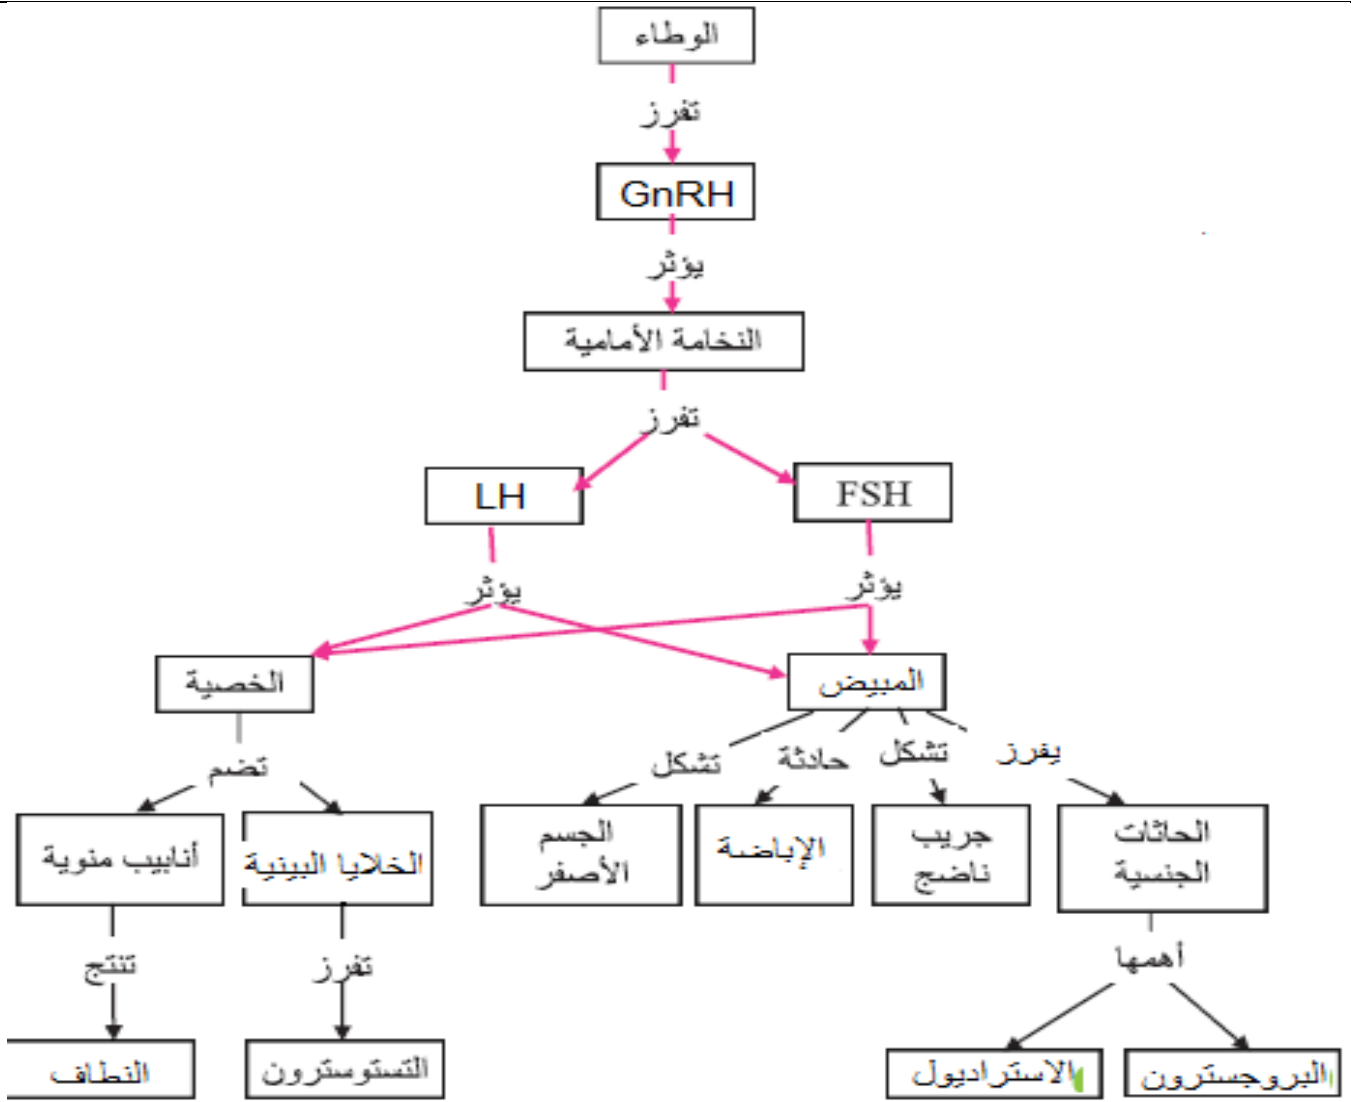 الوطاء
تفرز
GnRH
يؤثر
النخامة الأمامية
تفرز
FSH
LH
يؤثر
يؤثر
المبيض
الخصية
يفرز
تشكل
حادثة
تشكل
تضم
الحاثات
الجنسية
جريب
ناضج
الإباضة
الجسم
الأصفر
الخلايا البينية
أنابيب منوية
أهمها
تفرز
تنتج
البروجسترون
الاستراديول
التستوسترون
النطاف